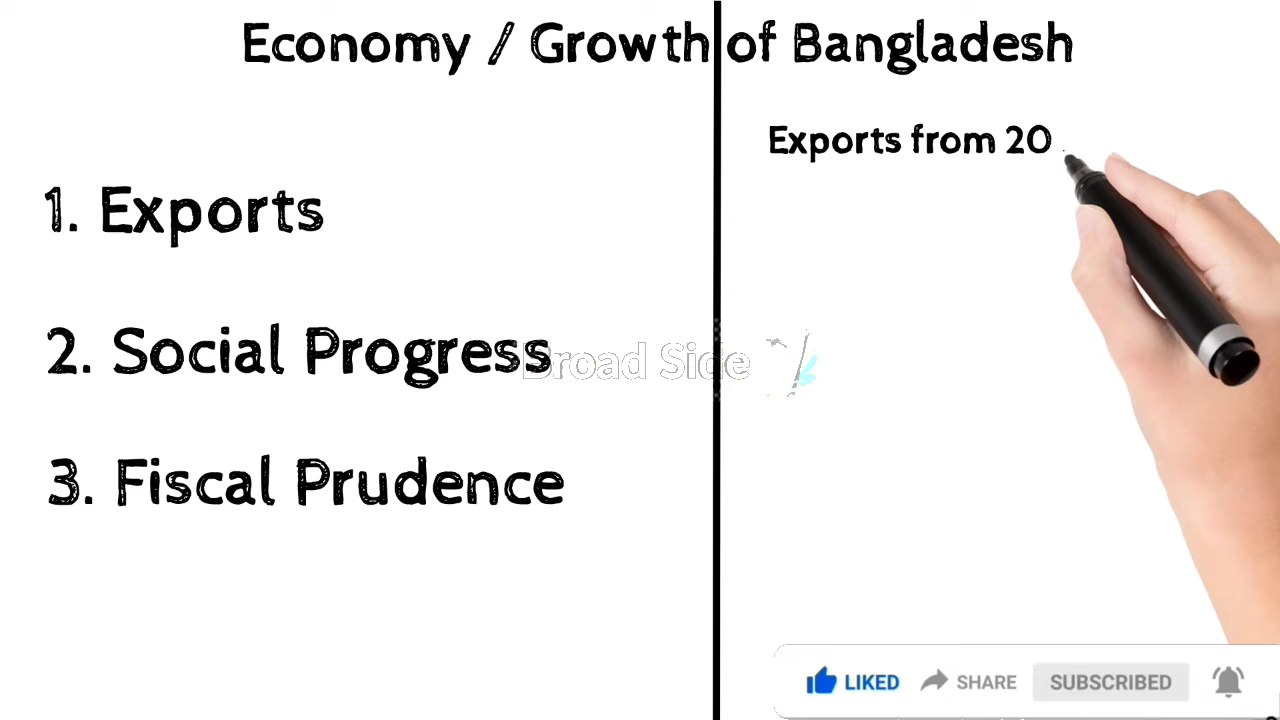 Economy / Growth of Bangladesh
Exports from 20
1. Exports
2. Social Progress
Broad Side
3. Fiscal Prudence
LIKED SHARE SUBSCRIBED